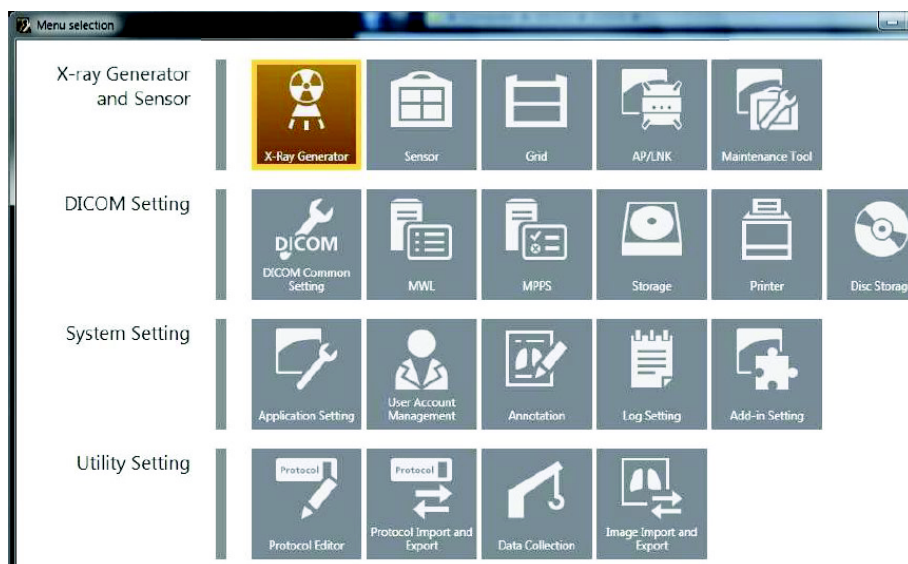 Menu selection
X-ray Generator
and Sensor
X-Ray Generator
Sensor
Grid
AP/LNK
Maintenance Tool
DICOM Setting
DICOM
DICOM Common
Setting
MWL
MPPS
Storage
Printer
Disc Storag
System Setting
Application Setting
User Account
Management
Annotation
Log Setting
Add-in Setting
Utility Setting
Protocol
Protocol Editor
Protocol
Protocol Import and
Export
Data Collection
Image Import and
Export